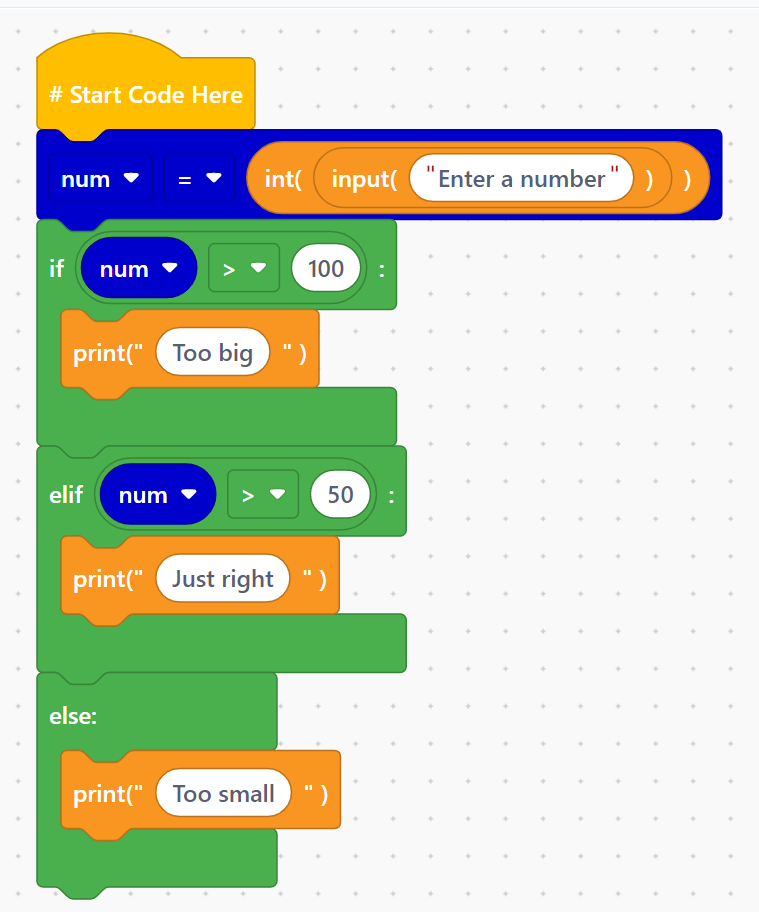 # Start Code Here
num = int( input( "Enter a number" ) )
if num > 100 :
print(" Too big " )
elif num > 50 :
print(" Just right " )
else:
print(" Too small " )